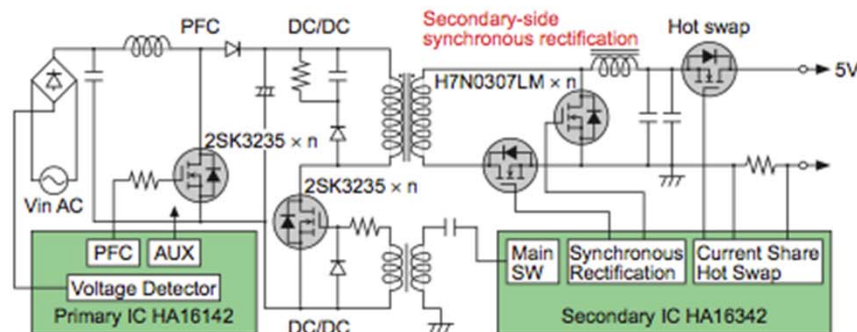 PFC
DC/DC
Secondary-side
synchronous rectification
Hot swap
5V
H7N0307LM × n
2SK3235 × n
2SK3235 × n
Vin AC
PFC
AUX
Voltage Detector
Primary IC HA16142
DC/DC
Main
SW
Synchronous
Rectification
Current Share
Hot Swap
Secondary IC HA16342